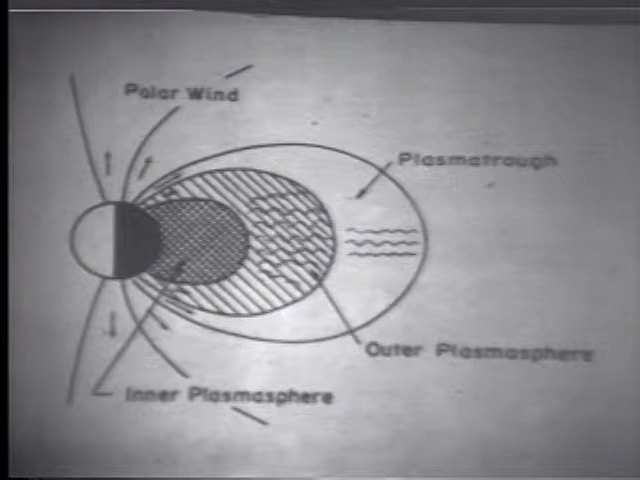 Polar Wind
Plasmatrough
Outer Plasmasphere
Inner Plasmasphere